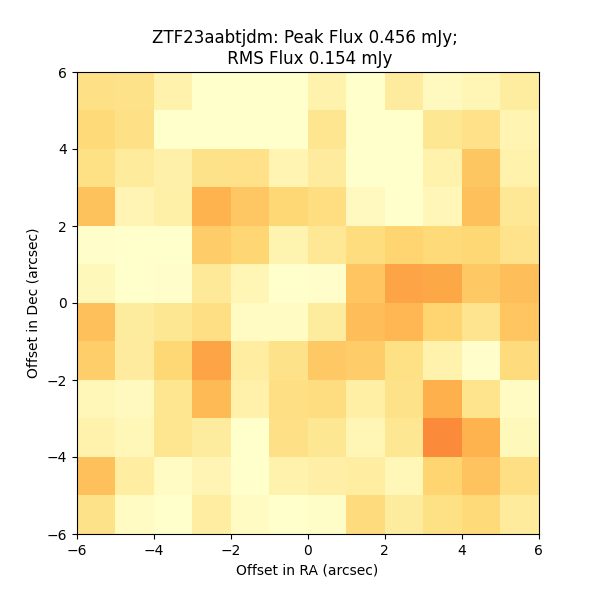 ZTF23aabtjdm: Peak Flux 0.456 mJy;
RMS Flux 0.154 mJy
6
4
2
0
−2
−4
−6
Offset in Dec (arcsec)
−6 −4 −2 0 2 4 6
Offset in RA (arcsec)